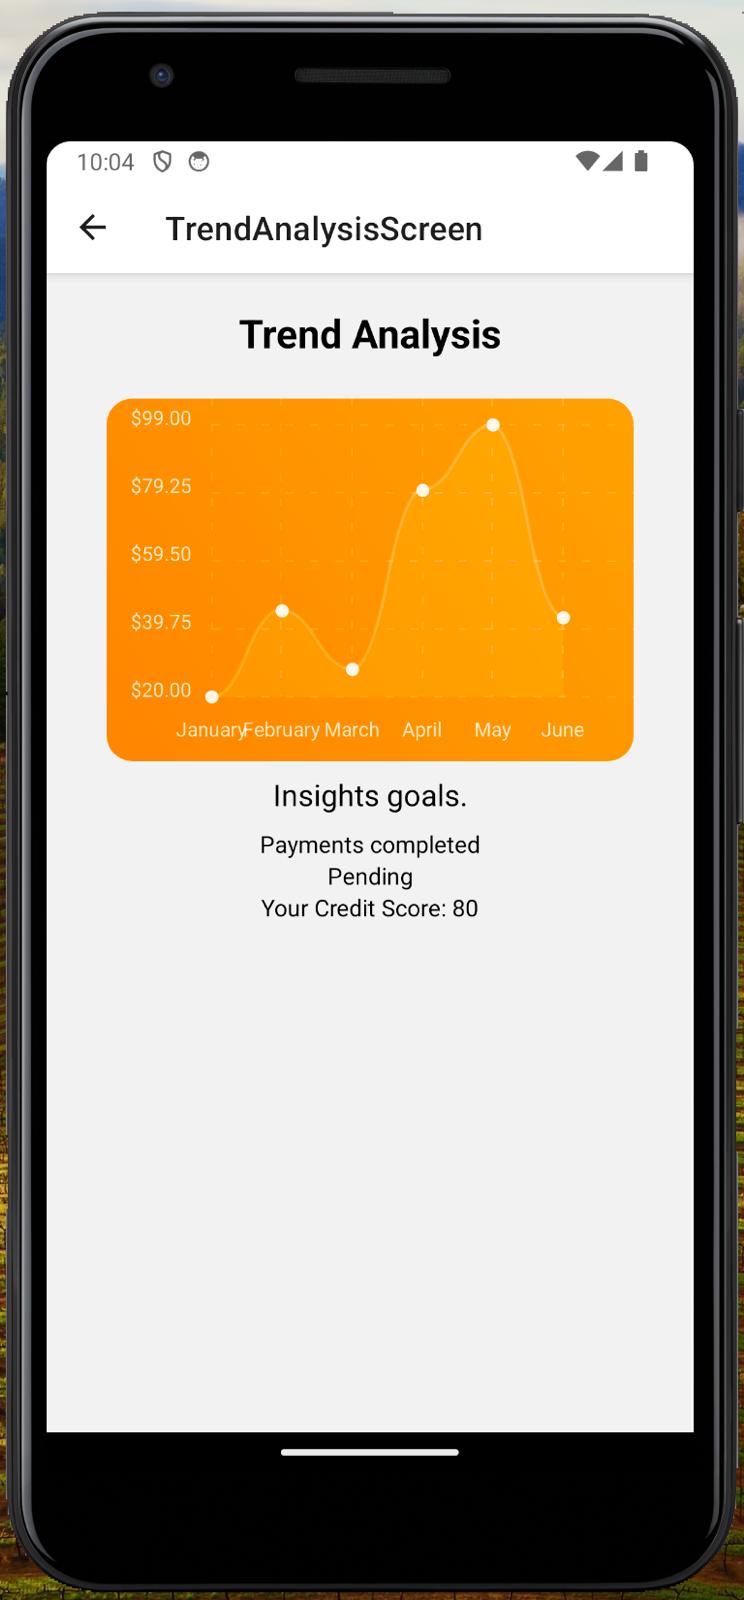 10:04
TrendAnalysisScreen
Trend Analysis
$99.00
$79.25
$59.50
$39.75
$20.00
January February March April May June
Insights goals.
Payments completed
Pending
Your Credit Score: 80